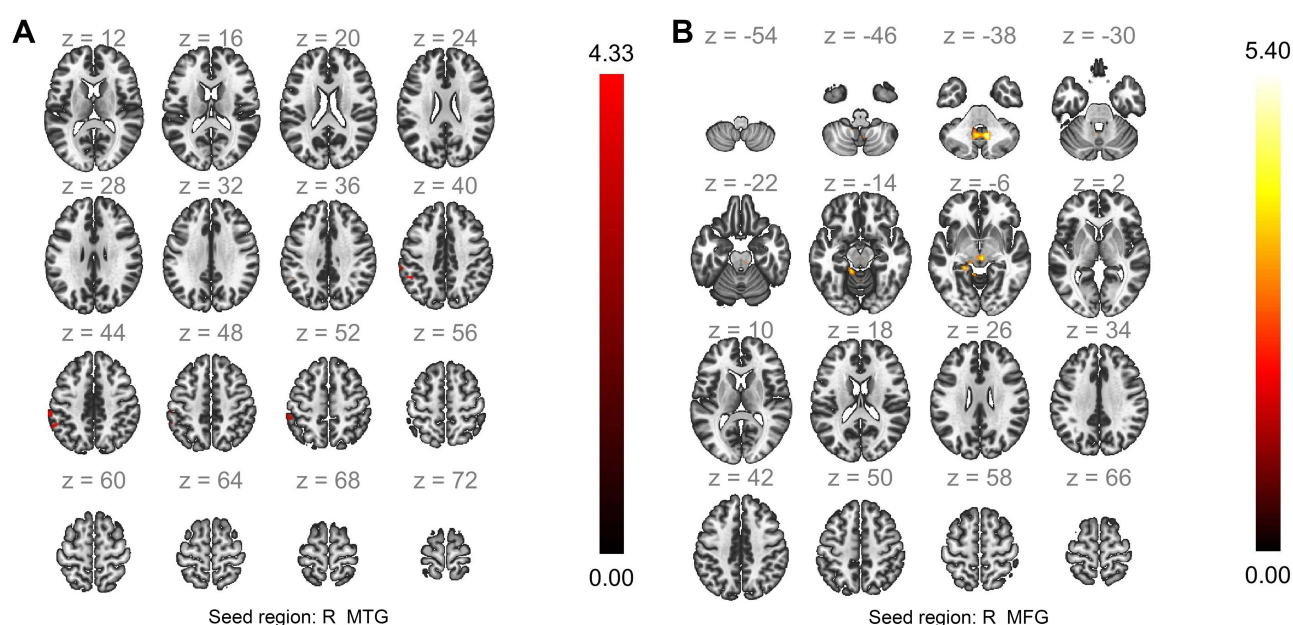 A
B
z = 12 z = 16 z = 20 z = 24
4.33
z = 28 z = 32 z = 36 z = 40
z = 44 z = 48 z = 52 z = 56
z = 60 z = 64 z = 68 z = 72
0.00
Seed region: R MTG
z = -54 z = -46 z = -38 z = -30
5.40
z = -22 z = -14 z = -6 z = 2
z = 10 z = 18 z = 26 z = 34
z = 42 z = 50 z = 58 z = 66
0.00
Seed region: R MFG